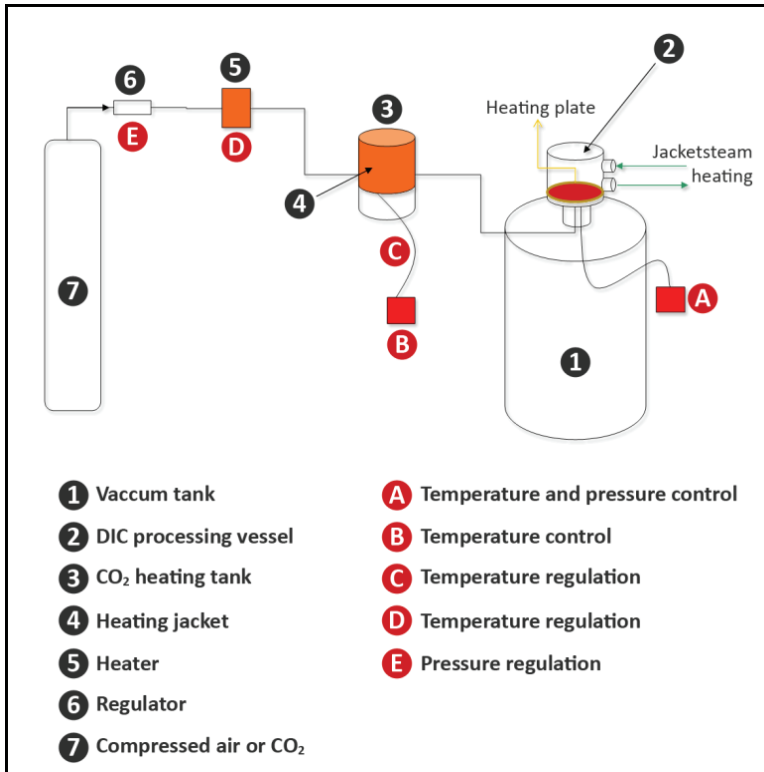 2
5
6
3
Heating plate
E
D
Jacketsteam
heating
4
C
7
A
B
1
1 Vaccum tank
2 DIC processing vessel
3 CO₂ heating tank
4 Heating jacket
5 Heater
6 Regulator
7 Compressed air or CO₂
A Temperature and pressure control
B Temperature control
C Temperature regulation
D Temperature regulation
E Pressure regulation